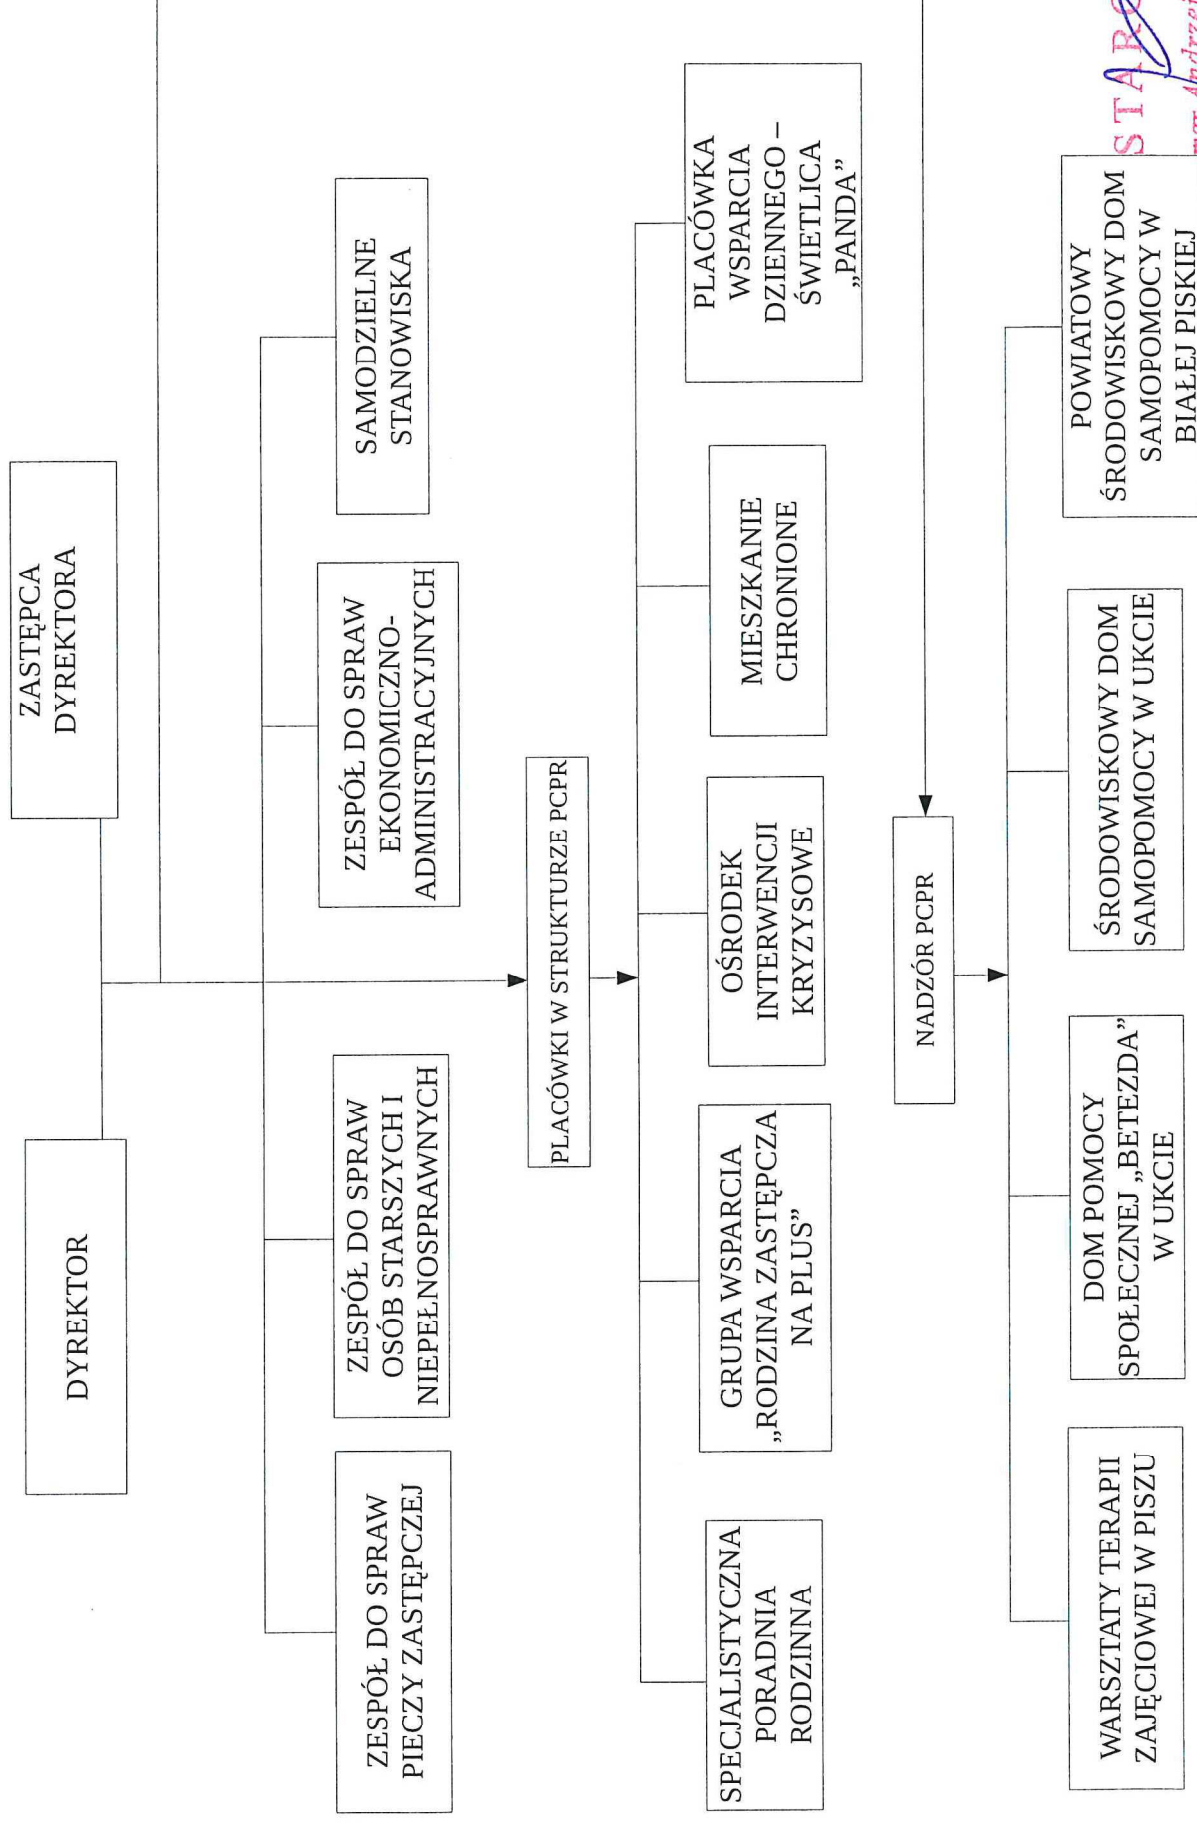 DYREKTOR
ZASTĘPCA
DYREKTORA
ZESPÓŁ DO SPRAW
PIECZY ZASTĘPCZEJ
ZESPÓŁ DO SPRAW
OSÓB STARSZYCH I
NIEPEŁNOSPRAWNYCH
ZESPÓŁ DO SPRAW
EKONOMICZNO-
ADMINISTRACYJNYCH
SAMODZIELNE
STANOWISKA
PLACÓWKI W STRUKTURZE PCPR
SPECJALISTYCZNA
PORADNIA
RODZINNA
GRUPA WSPARCIA
„RODZINA ZASTĘPCZA
NA PLUS”
OŚRODEK
INTERWENCJI
KRYZYSOWE
MIESZKANIE
CHRONIONE
PLACÓWKA
WSPARCIA
DZIENNEGO –
ŚWIETLICA
„PANDA”
NADZÓR PCPR
WARSZTATY TERAPII
ZAJĘCIOWEJ W PISZU
DOM POMOCY
SPOŁECZNEJ „BETEZDA”
W UKCIE
ŚRODOWISKOWY DOM
SAMOPOMOCY W UKCIE
POWIATOWY
ŚRODOWISKOWY DOM
SAMOPOMOCY W
BIAŁEJ PISKIEJ
STARO
Andrzej